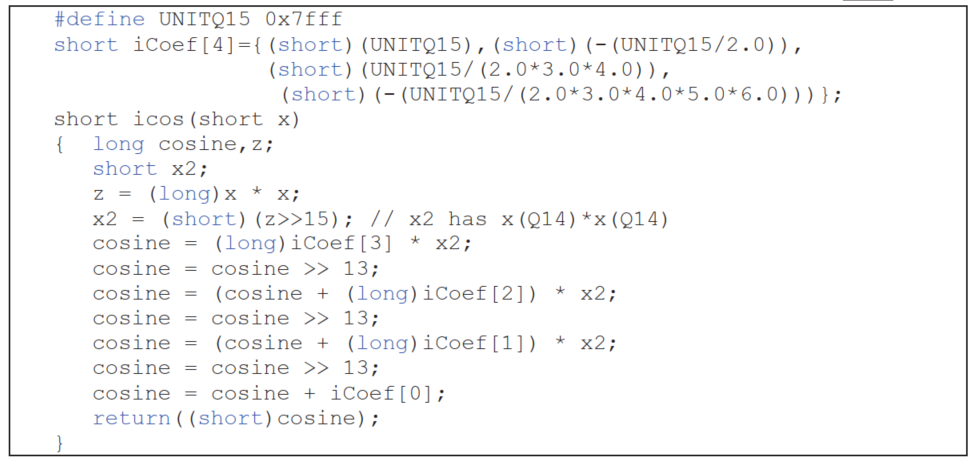 #define UNITQ15 0x7fff
short iCoef[4]={(short)(UNITQ15),(short)(-(UNITQ15/2.0)),
(short)(UNITQ15/(2.0*3.0*4.0)),
(short)(-(UNITQ15/(2.0*3.0*4.0*5.0*6.0)))};
short icos(short x)
{ long cosine,z;
short x2;
z = (long)x * x;
x2 = (short)(z>>15); // x2 has x(Q14)*x(Q14)
cosine = (long)iCoef[3] * x2;
cosine = cosine >> 13;
cosine = (cosine + (long)iCoef[2]) * x2;
cosine = cosine >> 13;
cosine = (cosine + (long)iCoef[1]) * x2;
cosine = cosine >> 13;
cosine = cosine + iCoef[0];
return((short)cosine);
}